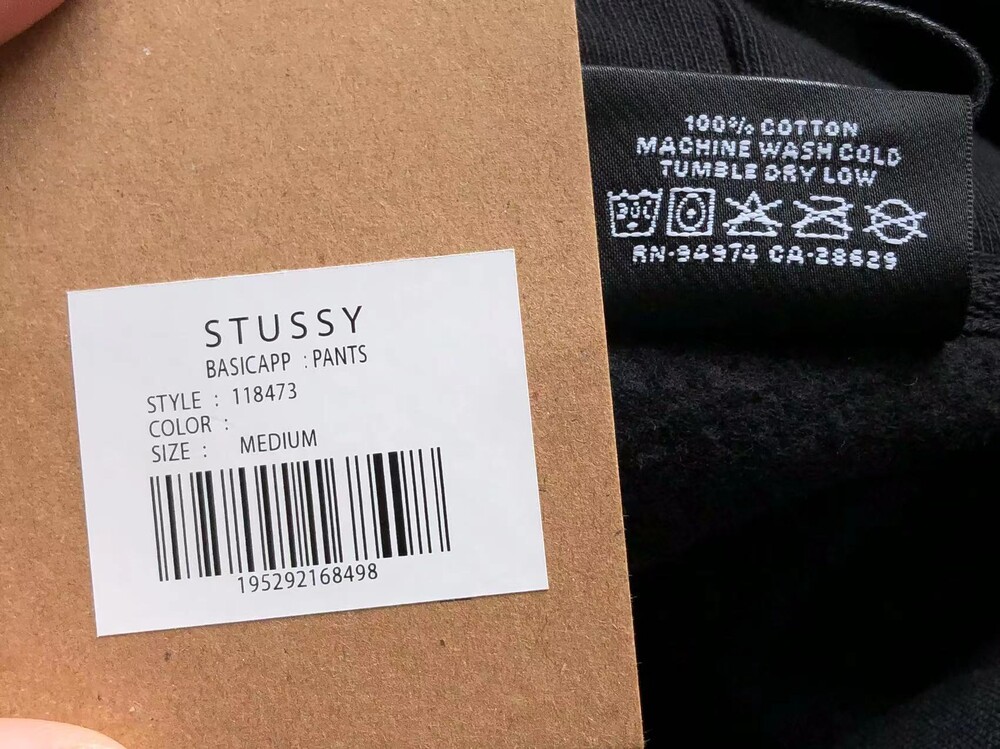 STUSSY
BASICAPP : PANTS
STYLE : 118473
COLOR :
SIZE : MEDIUM
195292168498
100% COTTON
MACHINE WASH COLD
TUMBLE DRY LOW
30C
RN-94974 CA-28629